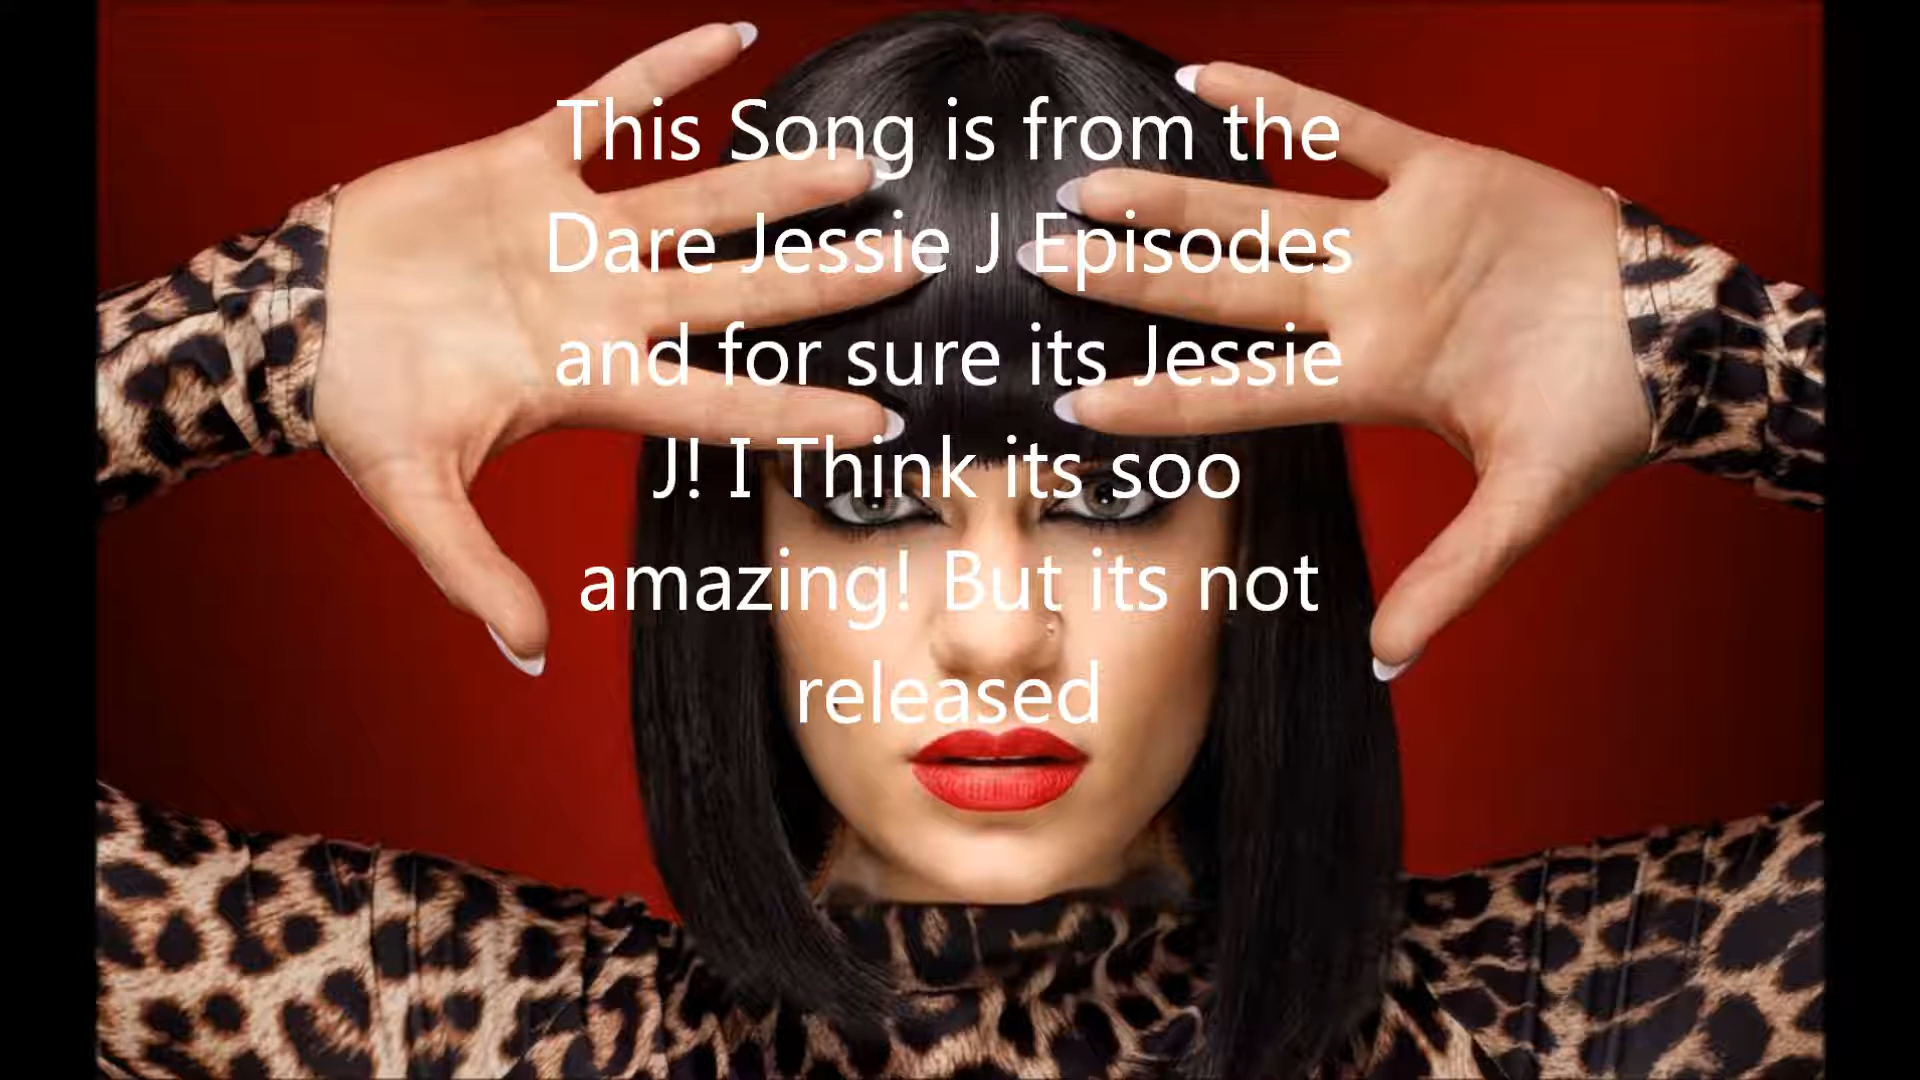 This Song is from the
Dare Jessie J Episodes
and for sure its Jessie
J! I Think its soo
amazing! But its not
released